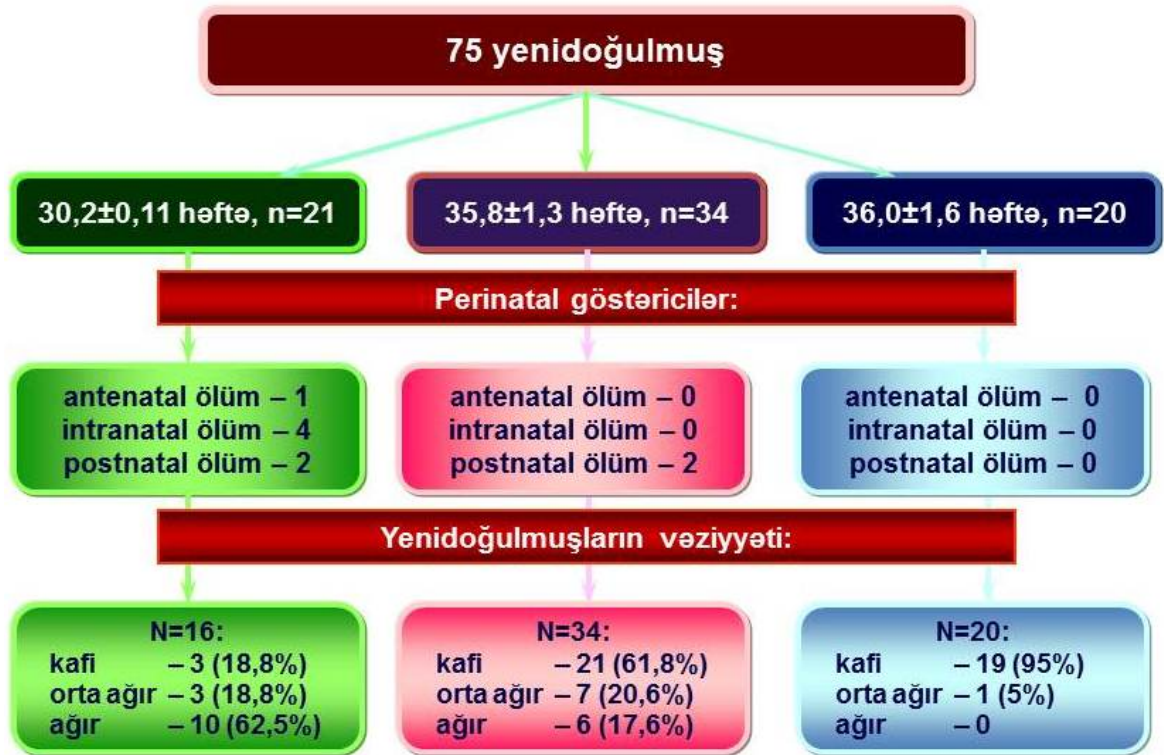 75 yenidoğulmuş
30,2±0,11 həftə, n=21
35,8±1,3 həftə, n=34
36,0±1,6 həftə, n=20
Perinatal göstəricilər:
antenatal ölüm – 1
intranatal ölüm – 4
postnatal ölüm – 2
antenatal ölüm – 0
intranatal ölüm – 0
postnatal ölüm – 2
antenatal ölüm – 0
intranatal ölüm – 0
postnatal ölüm – 0
Yenidoğulmuşların vəziyyəti:
N=16:
kafi – 3 (18,8%)
orta ağır – 3 (18,8%)
ağır – 10 (62,5%)
N=34:
kafi – 21 (61,8%)
orta ağır – 7 (20,6%)
ağır – 6 (17,6%)
N=20:
kafi – 19 (95%)
orta ağır – 1 (5%)
ağır – 0